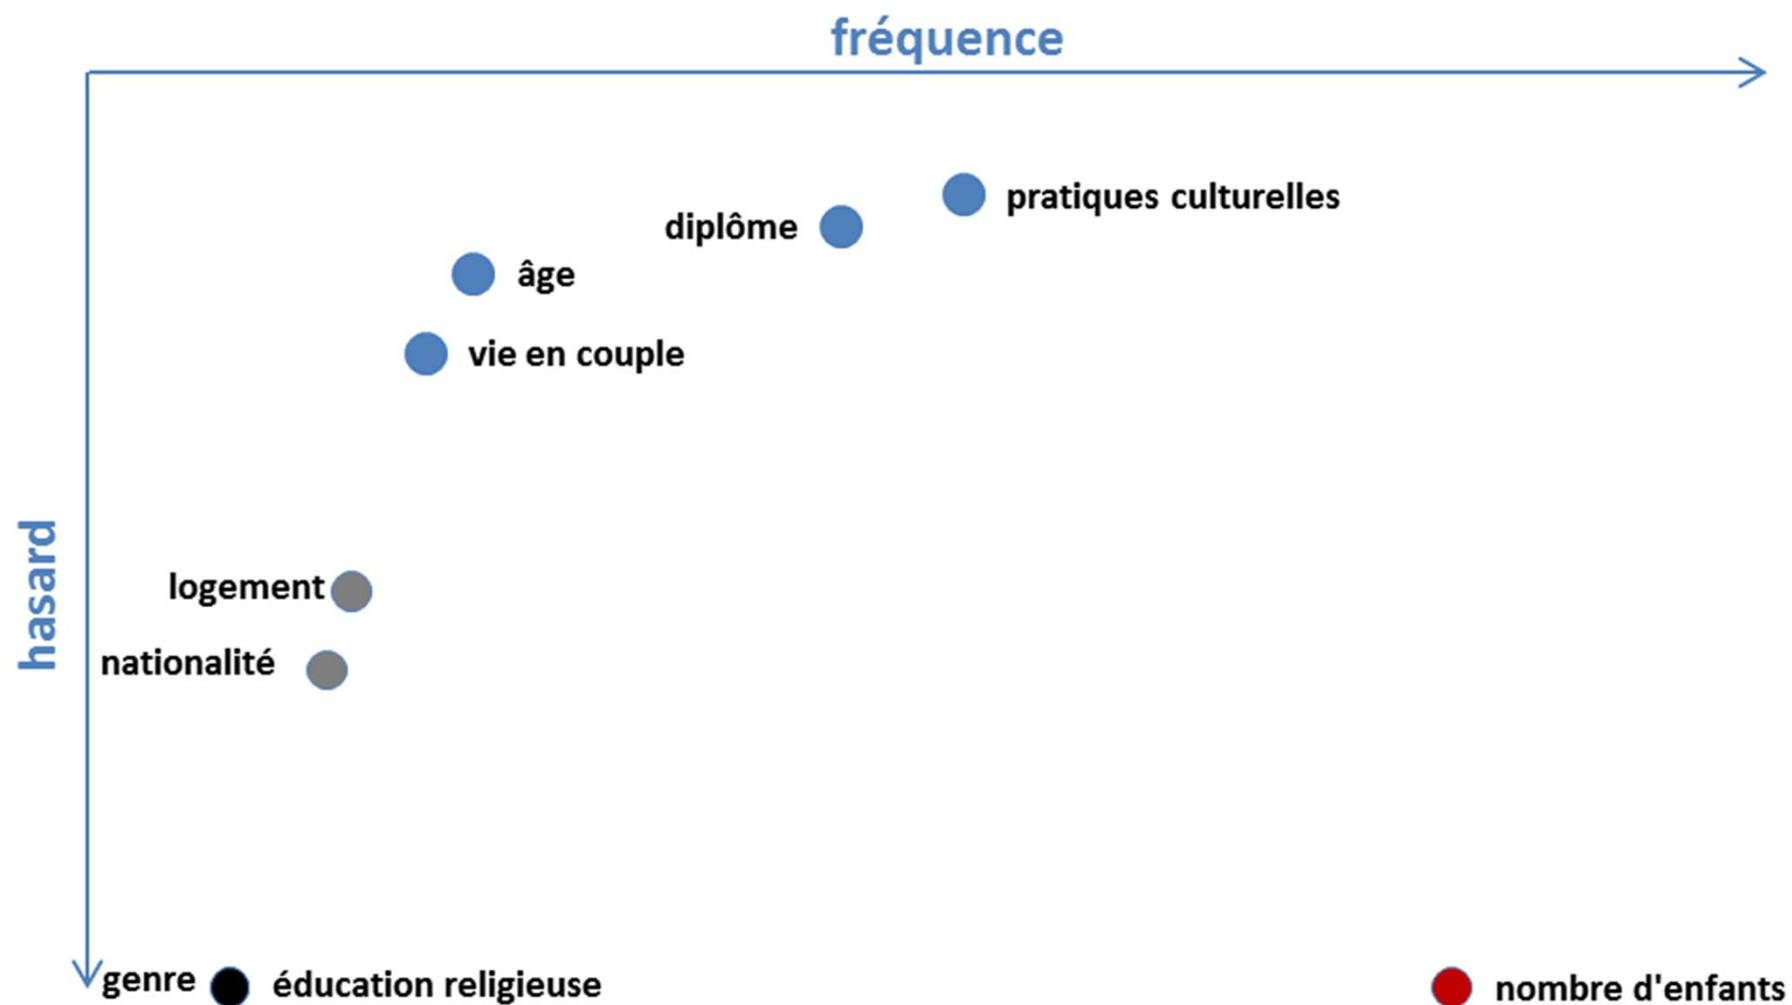 fréquence
pratiques culturelles
diplôme
âge
vie en couple
hasard
logement
nationalité
genre
éducation religieuse
nombre d'enfants